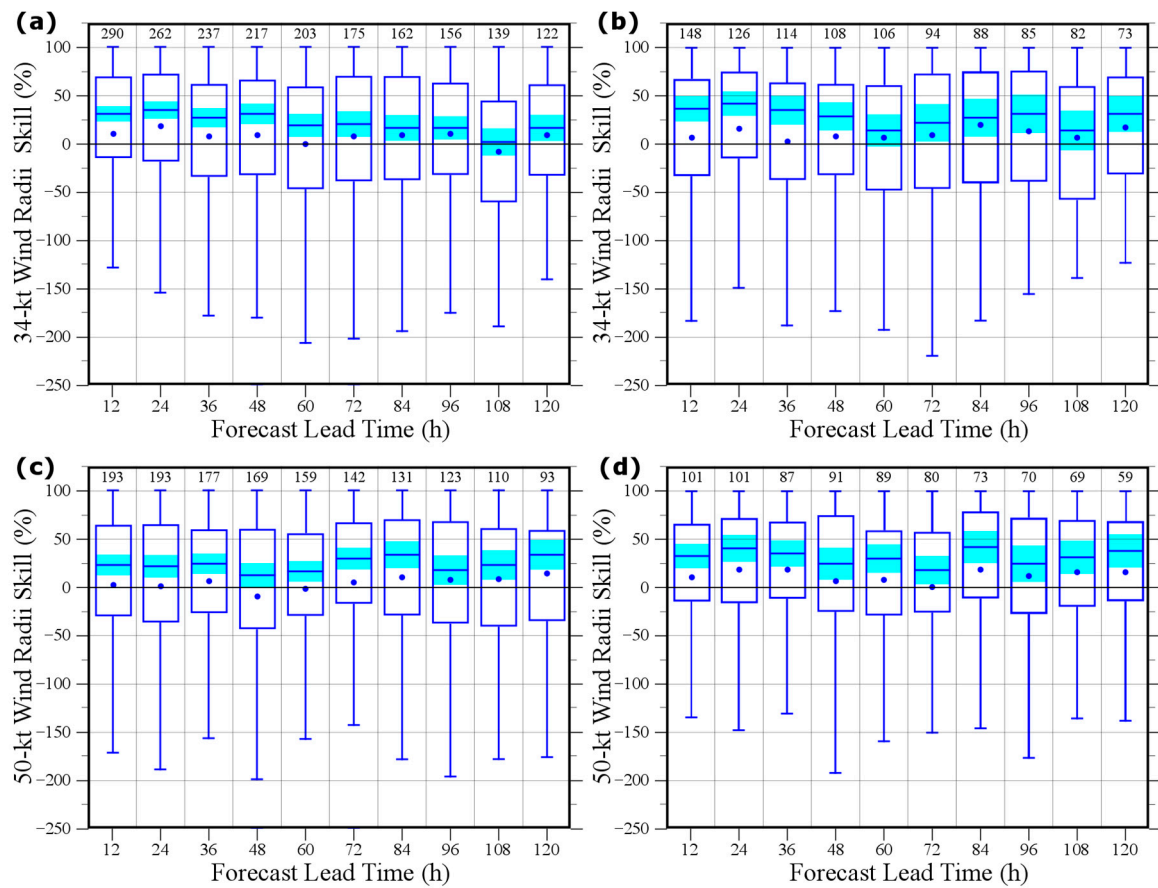 (a)
290 262 237 217 203 175 162 156 139 122
34-kt Wind Radii Skill (%)
100
50
0
−50
−100
−150
−200
−250
12 24 36 48 60 72 84 96 108 120
Forecast Lead Time (h)
(b)
148 126 114 108 106 94 88 85 82 73
34-kt Wind Radii Skill (%)
100
50
0
−50
−100
−150
−200
−250
12 24 36 48 60 72 84 96 108 120
Forecast Lead Time (h)
(c)
193 193 177 169 159 142 131 123 110 93
50-kt Wind Radii Skill (%)
100
50
0
−50
−100
−150
−200
−250
12 24 36 48 60 72 84 96 108 120
Forecast Lead Time (h)
(d)
101 101 87 91 89 80 73 70 69 59
50-kt Wind Radii Skill (%)
100
50
0
−50
−100
−150
−200
−250
12 24 36 48 60 72 84 96 108 120
Forecast Lead Time (h)